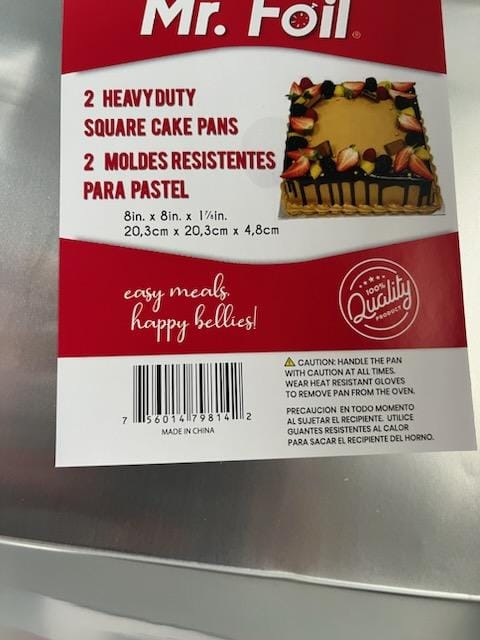 Mr. Foil®
2 HEAVY DUTY
SQUARE CAKE PANS
2 MOLDES RESISTENTES
PARA PASTEL
8in. x 8in. x 1⅞in.
20,3cm x 20,3cm x 4,8cm
easy meals,
happy bellies!
100%
Quality
PRODUCT
⚠ CAUTION: HANDLE THE PAN
WITH CAUTION AT ALL TIMES.
WEAR HEAT RESISTANT GLOVES
TO REMOVE PAN FROM THE OVEN.
PRECAUCION EN TODO MOMENTO
AL SUJETAR EL RECIPIENTE. UTILICE
GUANTES RESISTENTES AL CALOR
PARA SACAR EL RECIPIENTE DEL HORNO.
7 56014 79814 2
MADE IN CHINA